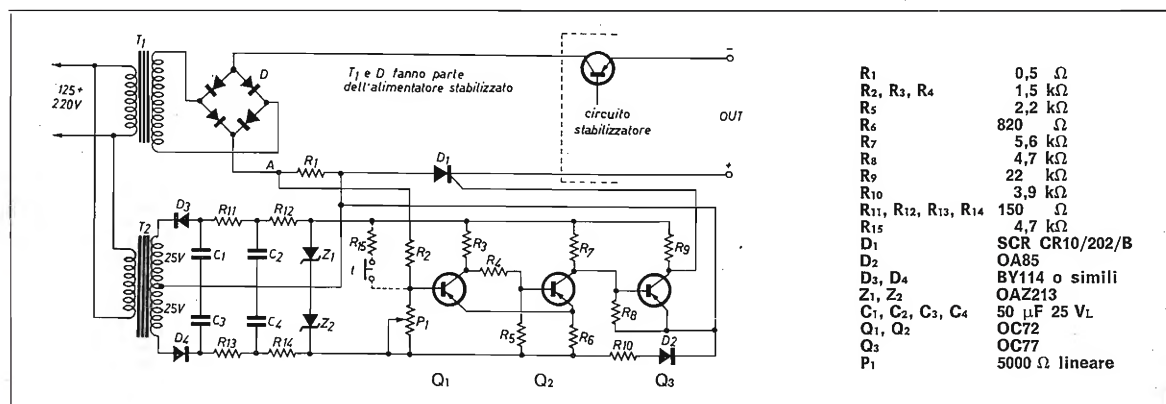 T1
D
125÷
220V
T1 e D fanno parte
dell'alimentatore stabilizzato
circuito
stabilizzatore
OUT
−
+
A
R1
D1
T2
25V
25V
D3
R11
R12
C1
C2
Z1
R15
t
R2
R3
R4
R7
R9
C3
C4
Z2
P1
R5
R6
R8
D4
R13
R14
R10
D2
Q1
Q2
Q3
R1 0,5 Ω
R2, R3, R4 1,5 kΩ
R5 2,2 kΩ
R6 820 Ω
R7 5,6 kΩ
R8 4,7 kΩ
R9 22 kΩ
R10 3,9 kΩ
R11, R12, R13, R14 150 Ω
R15 4,7 kΩ
D1 SCR CR10/202/B
D2 OA85
D3, D4 BY114 o simili
Z1, Z2 OAZ213
C1, C2, C3, C4 50 µF 25 VL
Q1, Q2 OC72
Q3 OC77
P1 5000 Ω lineare